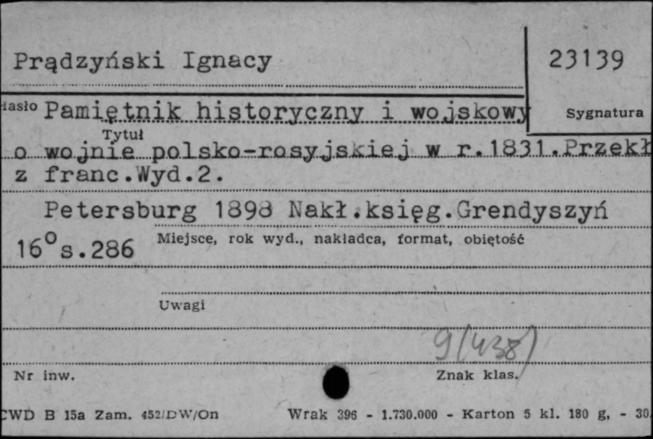 Prądzyński Ignacy
23139
Hasło Pamiętnik historyczny i wojskowy
Sygnatura
Tytuł
o wojnie polsko-rosyjskiej w r.1831.Przekł
z franc.Wyd.2.
Petersburg 1898 Nakł.księg.Grendyszyń
16° s.286
Miejsce, rok wyd., nakładca, format, objętość
Uwagi
9(438)
Nr inw.
Znak klas.
CWD B 15a Zam. 452/DW/On Wrak 396 - 1.730.000 - Karton 5 kl. 180 g, - 30.